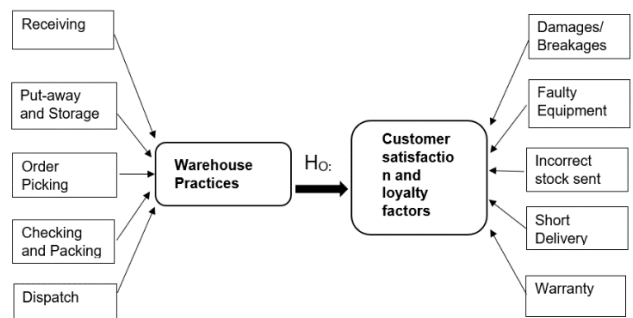 Receiving
Put-away
and Storage
Order
Picking
Checking
and Packing
Dispatch
Warehouse
Practices
HO:
Customer
satisfactio
n and
loyalty
factors
Damages/
Breakages
Faulty
Equipment
Incorrect
stock sent
Short
Delivery
Warranty